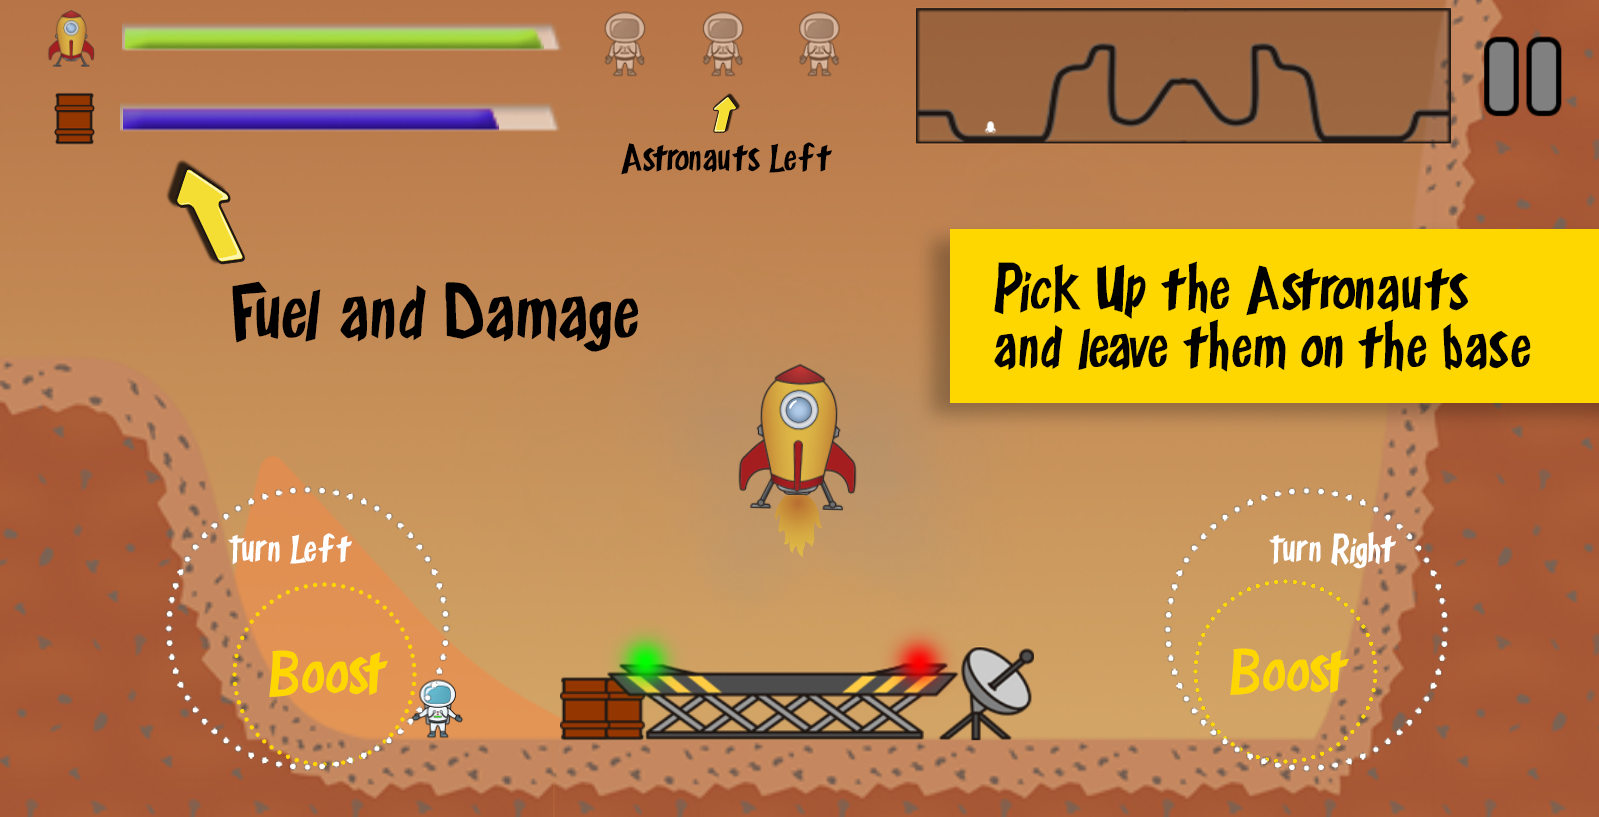 Astronauts Left
Fuel and Damage
Pick Up the Astronauts
and leave them on the base
Turn Left
Boost
Turn Right
Boost